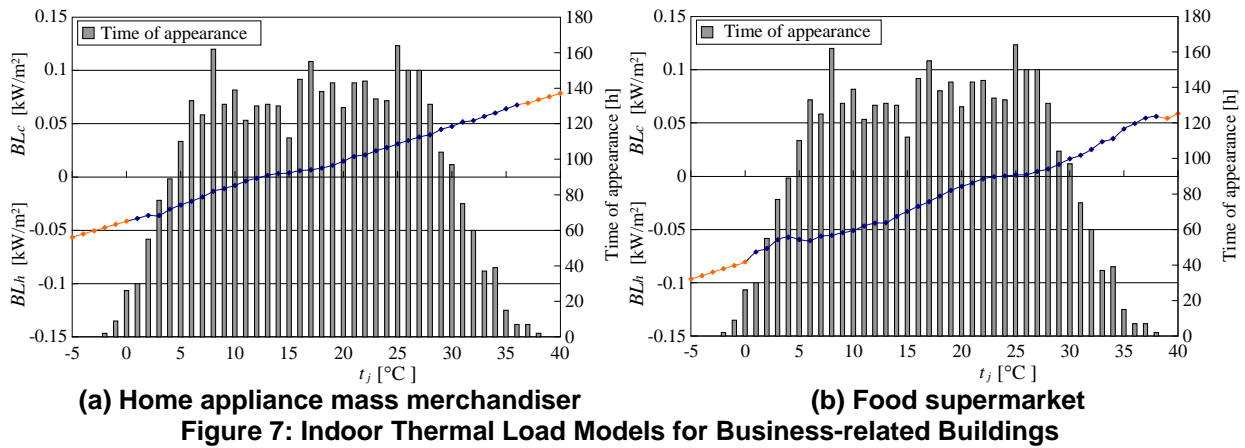 0.15
0.1
0.05
0
-0.05
-0.1
-0.15
BLc [kW/m²]
BLh [kW/m²]
Time of appearance
180
160
140
120
100
80
60
40
20
0
Time of appearance [h]
-5 0 5 10 15 20 25 30 35 40
tj [°C]
(a) Home appliance mass merchandiser
0.15
0.1
0.05
0
-0.05
-0.1
-0.15
BLc [kW/m²]
BLh [kW/m²]
Time of appearance
180
160
140
120
100
80
60
40
20
0
Time of appearance [h]
-5 0 5 10 15 20 25 30 35 40
tj [°C]
(b) Food supermarket
Figure 7: Indoor Thermal Load Models for Business-related Buildings